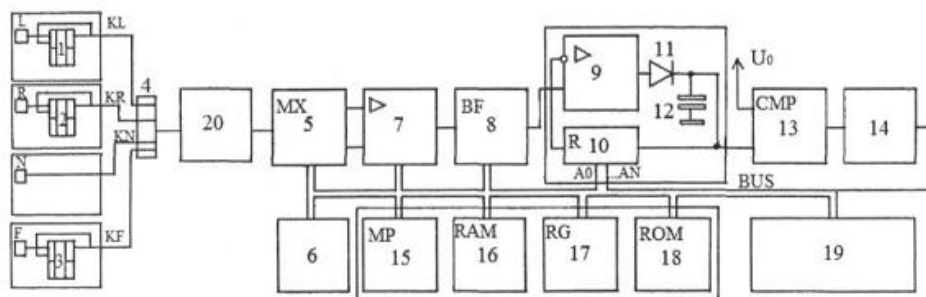 L KL
1
R KR
2
N KN
F KF
3
4
20
MX
5
7
BF
8
9
11
12
R 10
A0 ...AN
U0
CMP
13
14
BUS
6
MP
15
RAM
16
RG
17
ROM
18
19